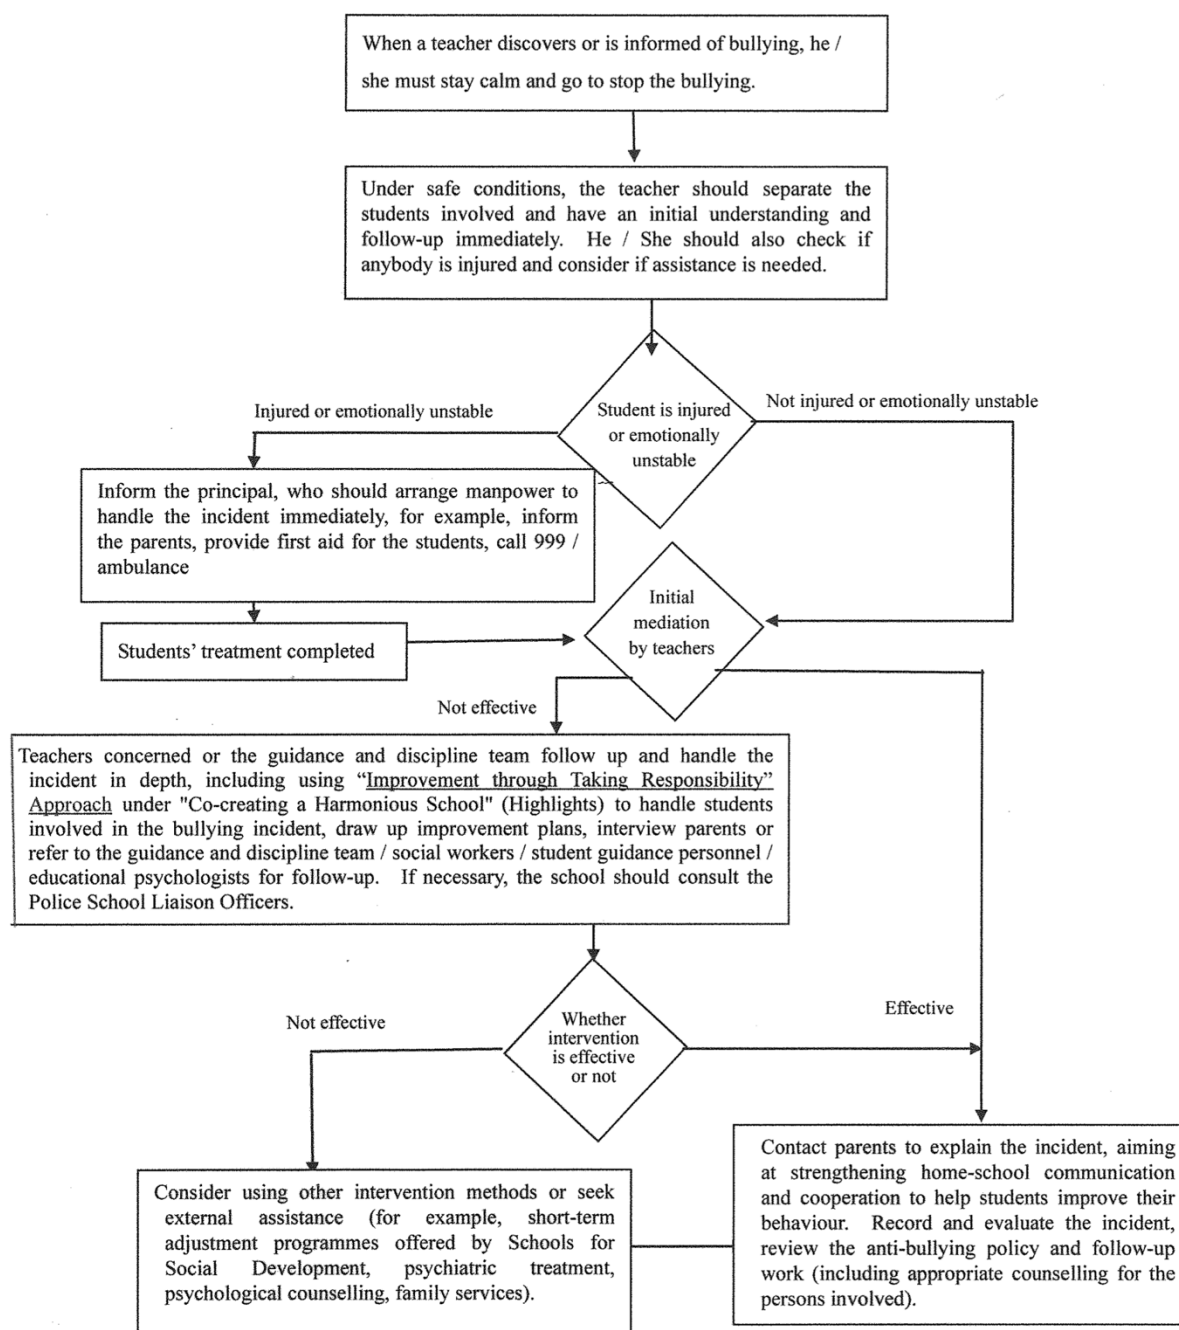 When a teacher discovers or is informed of bullying, he /
she must stay calm and go to stop the bullying.
Under safe conditions, the teacher should separate the
students involved and have an initial understanding and
follow-up immediately. He / She should also check if
anybody is injured and consider if assistance is needed.
Injured or emotionally unstable
Student is injured
or emotionally
unstable
Not injured or emotionally unstable
Inform the principal, who should arrange manpower to
handle the incident immediately, for example, inform
the parents, provide first aid for the students, call 999 /
ambulance
Students' treatment completed
Initial
mediation
by teachers
Not effective
Teachers concerned or the guidance and discipline team follow up and handle the
incident in depth, including using “Improvement through Taking Responsibility”
Approach under "Co-creating a Harmonious School" (Highlights) to handle students
involved in the bullying incident, draw up improvement plans, interview parents or
refer to the guidance and discipline team / social workers / student guidance personnel /
educational psychologists for follow-up. If necessary, the school should consult the
Police School Liaison Officers.
Not effective
Whether
intervention
is effective
or not
Effective
Consider using other intervention methods or seek
external assistance (for example, short-term
adjustment programmes offered by Schools for
Social Development, psychiatric treatment,
psychological counselling, family services).
Contact parents to explain the incident, aiming
at strengthening home-school communication
and cooperation to help students improve their
behaviour. Record and evaluate the incident,
review the anti-bullying policy and follow-up
work (including appropriate counselling for the
persons involved).